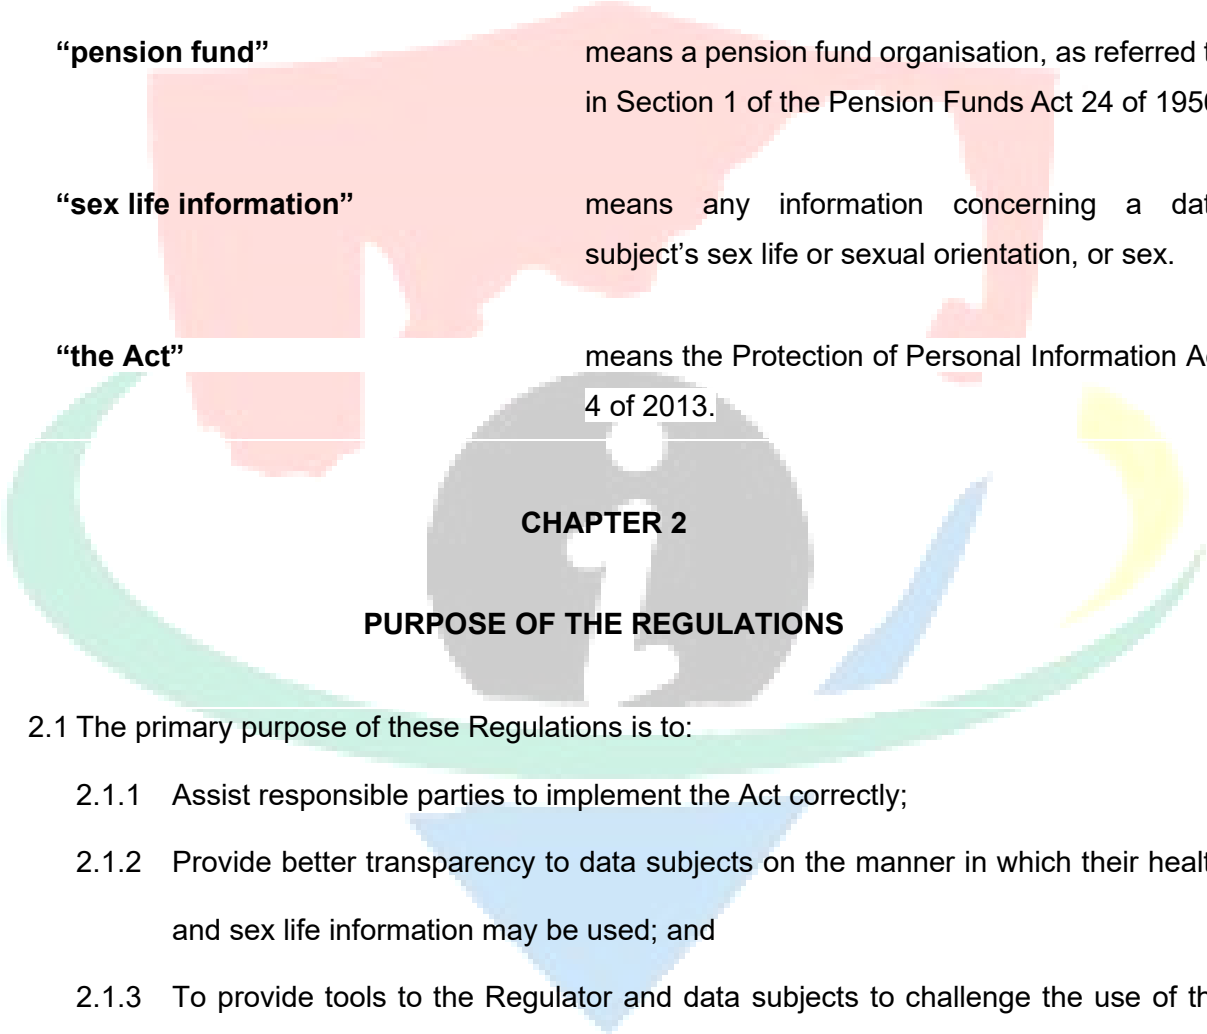 “pension fund” means a pension fund organisation, as referred
in Section 1 of the Pension Funds Act 24 of
“sex life information” means any information concerning a
subject’s sex life or sexual orientation, or sex.
“the Act” means the Protection of Personal Information
4 of 2013.
CHAPTER 2
PURPOSE OF THE REGULATIONS
2.1 The primary purpose of these Regulations is to:
2.1.1 Assist responsible parties to implement the Act correctly;
2.1.2 Provide better transparency to data subjects on the manner in which their
and sex life information may be used; and
2.1.3 To provide tools to the Regulator and data subjects to challenge the use of